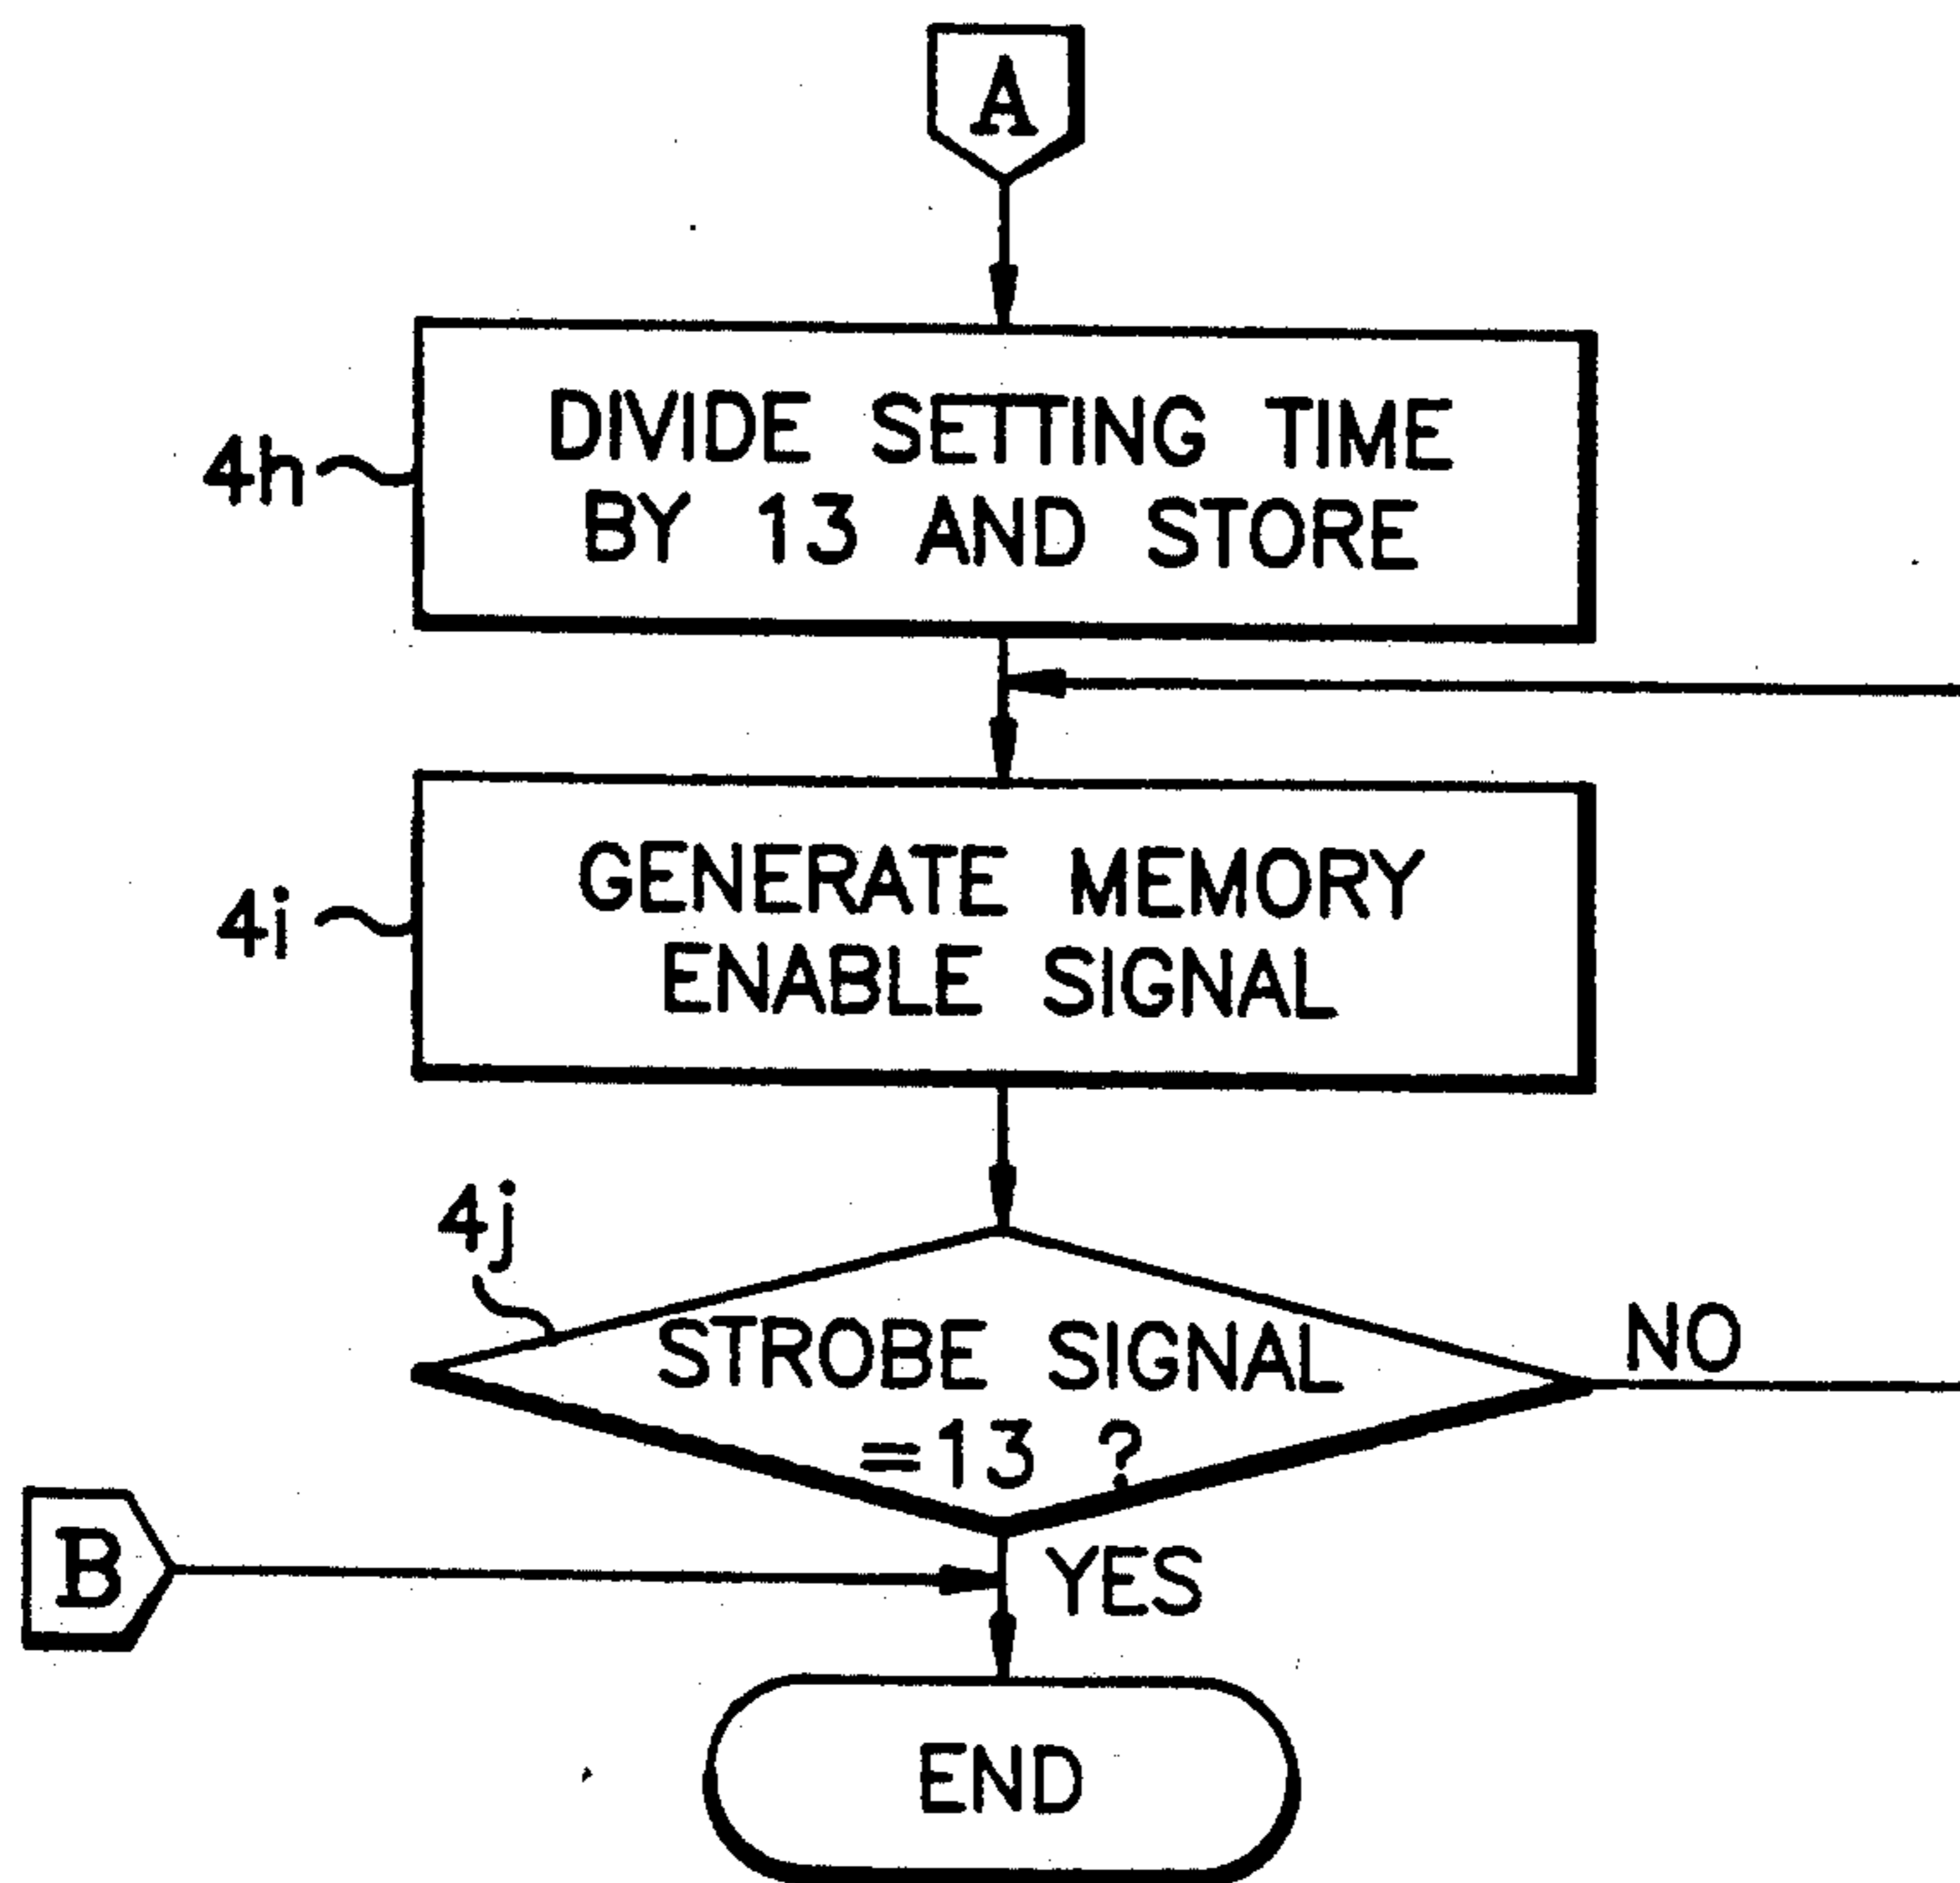 A
DIVIDE SETTING TIME
BY 13 AND STORE
4h
GENERATE MEMORY
ENABLE SIGNAL
4i
4j
STROBE SIGNAL
=13 ?
NO
B
YES
END